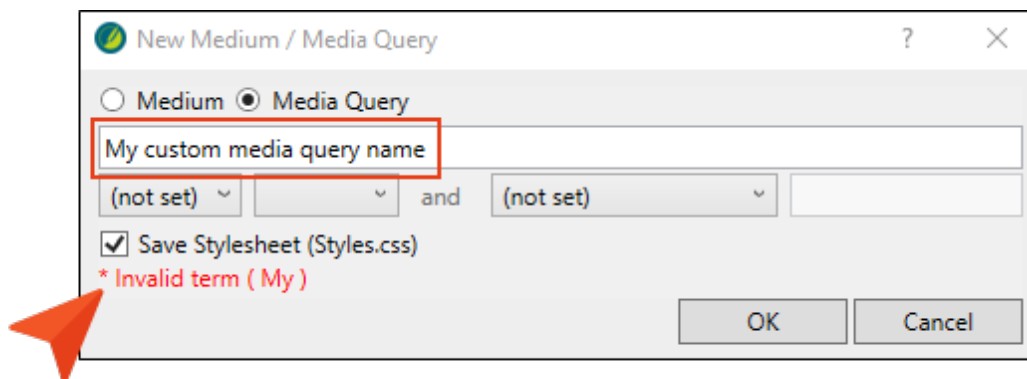 New Medium / Media Query ?
Medium Media Query
My custom media query name
(not set) and (not set)
Save Stylesheet (Styles.css)
* Invalid term ( My )
OK Cancel